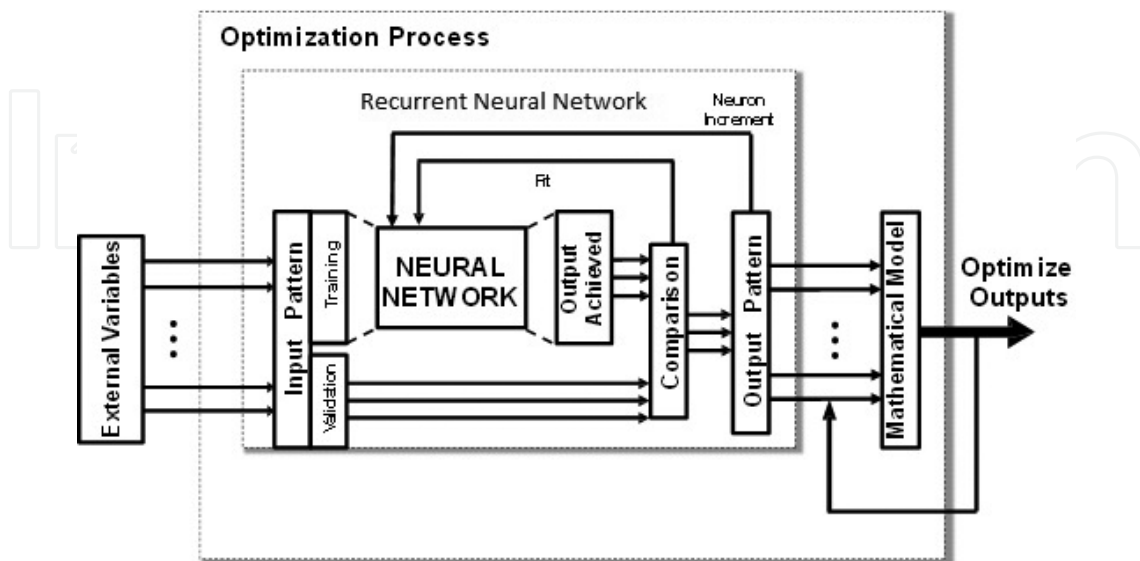 Optimization Process
Recurrent Neural Network
Neuron
Increment
Fit
External Variables
Input Pattern
Training
Validation
NEURAL
NETWORK
Output
Achieved
Comparison
Output Pattern
Mathematical Model
Optimize
Outputs